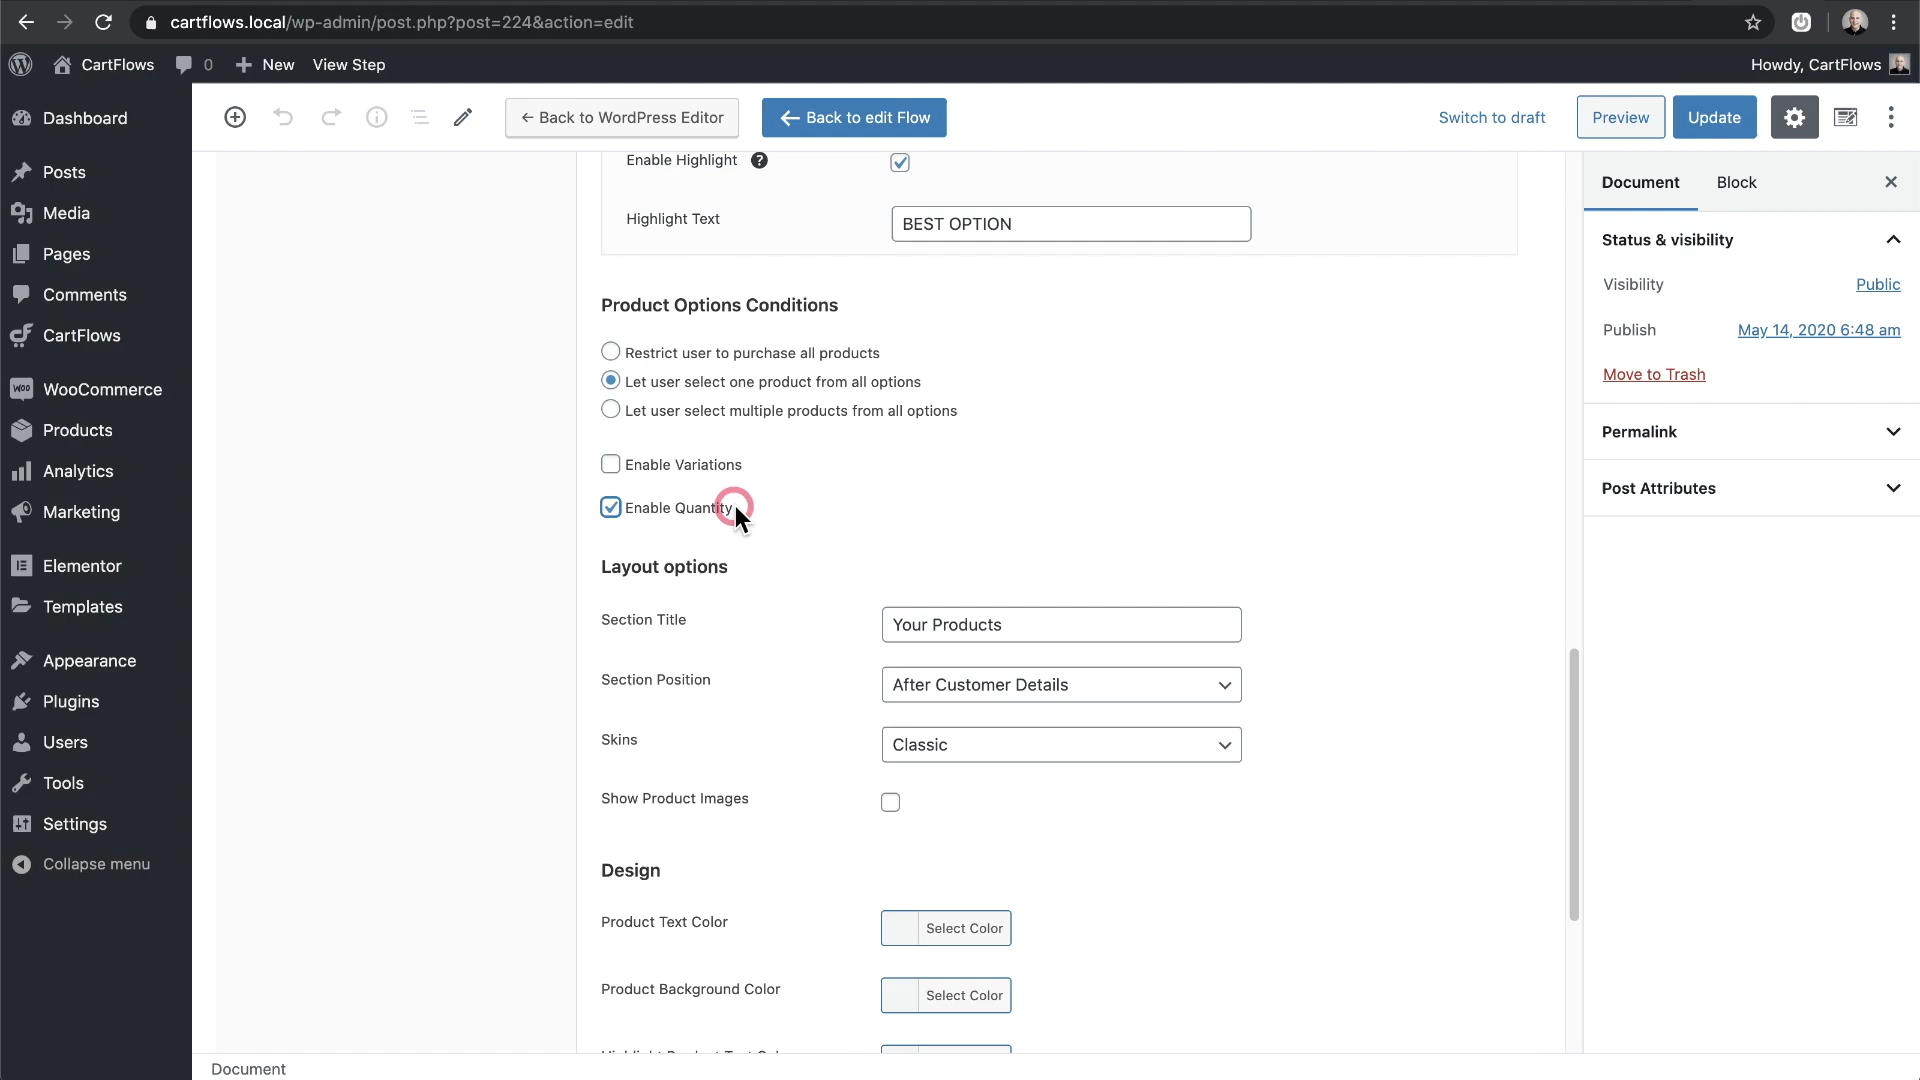 cartflows.local/wp-admin/post.php?post=224&action=edit
CartFlows
0
New
View Step
Howdy, CartFlows
Dashboard
Posts
Media
Pages
Comments
CartFlows
WooCommerce
Products
Analytics
Marketing
Elementor
Templates
Appearance
Plugins
Users
Tools
Settings
Collapse menu
← Back to WordPress Editor
← Back to edit Flow
Switch to draft
Preview
Update
Enable Highlight ?
Highlight Text
BEST OPTION
Product Options Conditions
Restrict user to purchase all products
Let user select one product from all options
Let user select multiple products from all options
Enable Variations
Enable Quantity
Layout options
Section Title
Your Products
Section Position
After Customer Details
Skins
Classic
Show Product Images
Design
Product Text Color
Select Color
Product Background Color
Select Color
Document
Block
Status & visibility
Visibility
Public
Publish
May 14, 2020 6:48 am
Move to Trash
Permalink
Post Attributes
Document